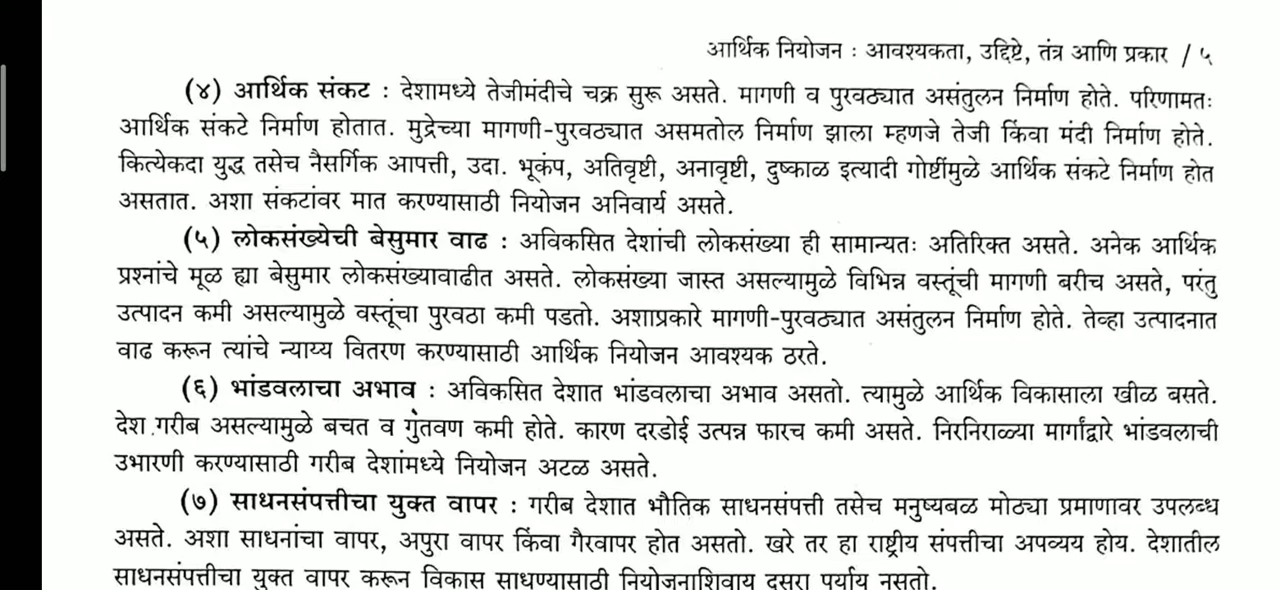 आर्थिक नियोजन : आवश्यकता, उद्दिष्टे, तंत्र आणि प्रकार / ५
(४) आर्थिक संकट : देशामध्ये तेजीमंदीचे चक्र सुरू असते. मागणी व पुरवठ्यात असंतुलन निर्माण होते. परिणामतः
आर्थिक संकटे निर्माण होतात. मुद्रेच्या मागणी-पुरवठ्यात असमतोल निर्माण झाला म्हणजे तेजी किंवा मंदी निर्माण होते.
कित्येकदा युद्ध तसेच नैसर्गिक आपत्ती, उदा. भूकंप, अतिवृष्टी, अनावृष्टी, दुष्काळ इत्यादी गोष्टींमुळे आर्थिक संकटे निर्माण होत
असतात. अशा संकटांवर मात करण्यासाठी नियोजन अनिवार्य असते.
(५) लोकसंख्येची बेसुमार वाढ : अविकसित देशांची लोकसंख्या ही सामान्यतः अतिरिक्त असते. अनेक आर्थिक
प्रश्नांचे मूळ ह्या बेसुमार लोकसंख्यावाढीत असते. लोकसंख्या जास्त असल्यामुळे विभिन्न वस्तूंची मागणी बरीच असते, परंतु
उत्पादन कमी असल्यामुळे वस्तूंचा पुरवठा कमी पडतो. अशाप्रकारे मागणी-पुरवठ्यात असंतुलन निर्माण होते. तेव्हा उत्पादनात
वाढ करून त्यांचे न्याय्य वितरण करण्यासाठी आर्थिक नियोजन आवश्यक ठरते.
(६) भांडवलाचा अभाव : अविकसित देशात भांडवलाचा अभाव असतो. त्यामुळे आर्थिक विकासाला खीळ बसते.
देश गरीब असल्यामुळे बचत व गुंतवण कमी होते. कारण दरडोई उत्पन्न फारच कमी असते. निरनिराळ्या मार्गांद्वारे भांडवलाची
उभारणी करण्यासाठी गरीब देशांमध्ये नियोजन अटळ असते.
(७) साधनसंपत्तीचा युक्त वापर : गरीब देशात भौतिक साधनसंपत्ती तसेच मनुष्यबळ मोठ्या प्रमाणावर उपलब्ध
असते. अशा साधनांचा वापर, अपुरा वापर किंवा गैरवापर होत असतो. खरे तर हा राष्ट्रीय संपत्तीचा अपव्यय होय. देशातील
साधनसंपत्तीचा युक्त वापर करून विकास साधण्यासाठी नियोजनाशिवाय दुसरा पर्याय नसतो.